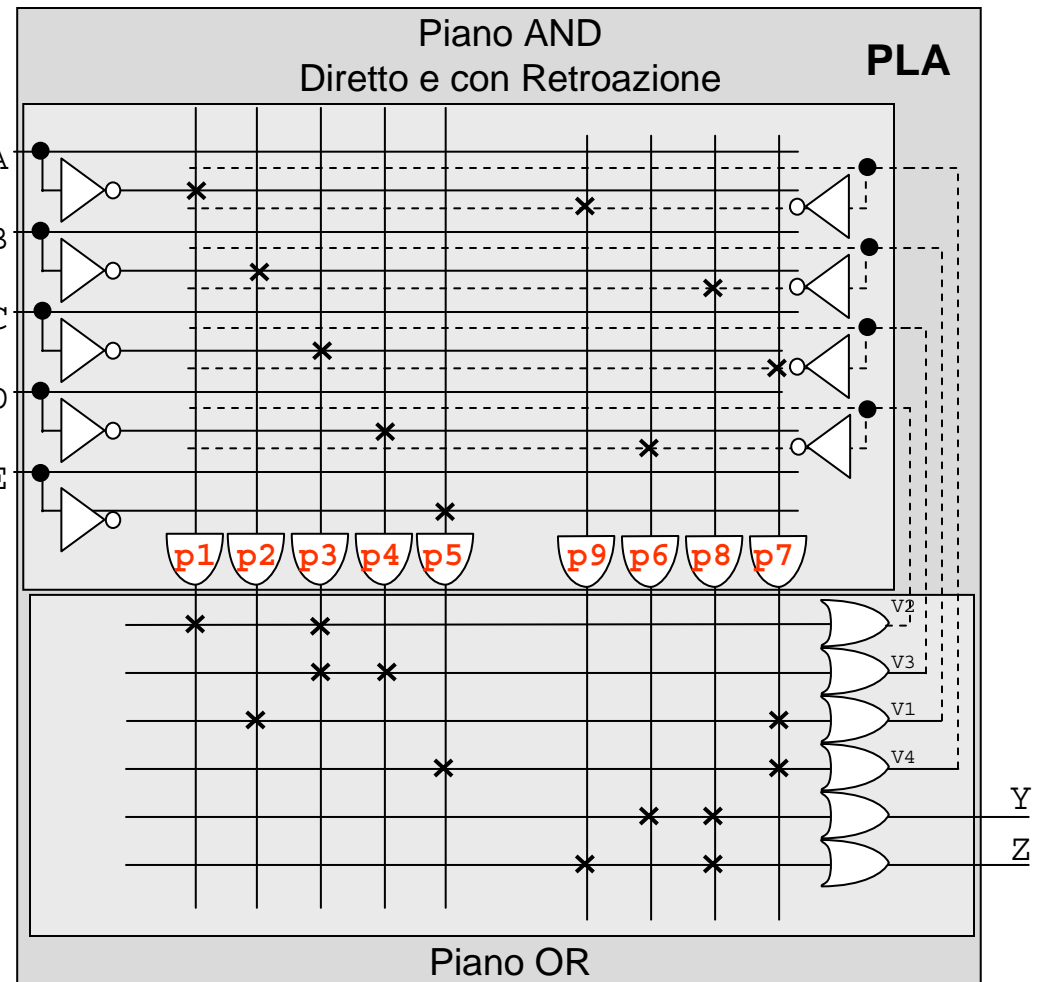 Piano AND
Diretto e con Retroazione
PLA
A
B
C
D
E
p1 p2 p3 p4 p5 p9 p6 p8 p7
V2
V3
V1
V4
Y
Z
Piano OR